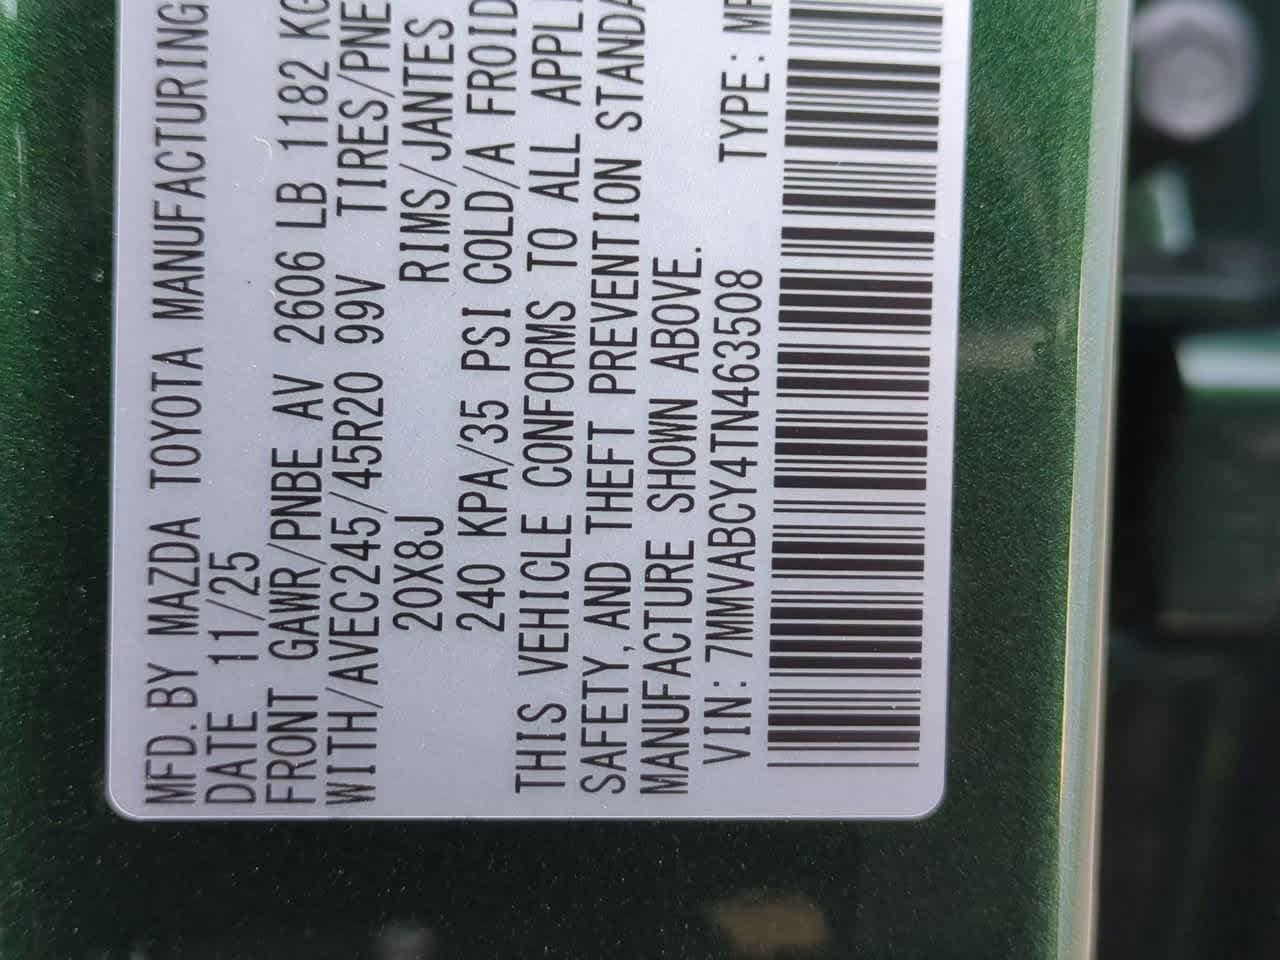 MFD.BY MAZDA TOYOTA MANUFACTURING
DATE 11/25
FRONT GAWR/PNBE AV 2606 LB 1182 KG
WITH/AVEC245/45R20 99V TIRES/PNE
20X8J RIMS/JANTES
240 KPA/35 PSI COLD/A FROID
THIS VEHICLE CONFORMS TO ALL APPLI
SAFETY,AND THEFT PREVENTION STANDA
MANUFACTURE SHOWN ABOVE.
VIN:7MMVABCY4TN463508 TYPE: